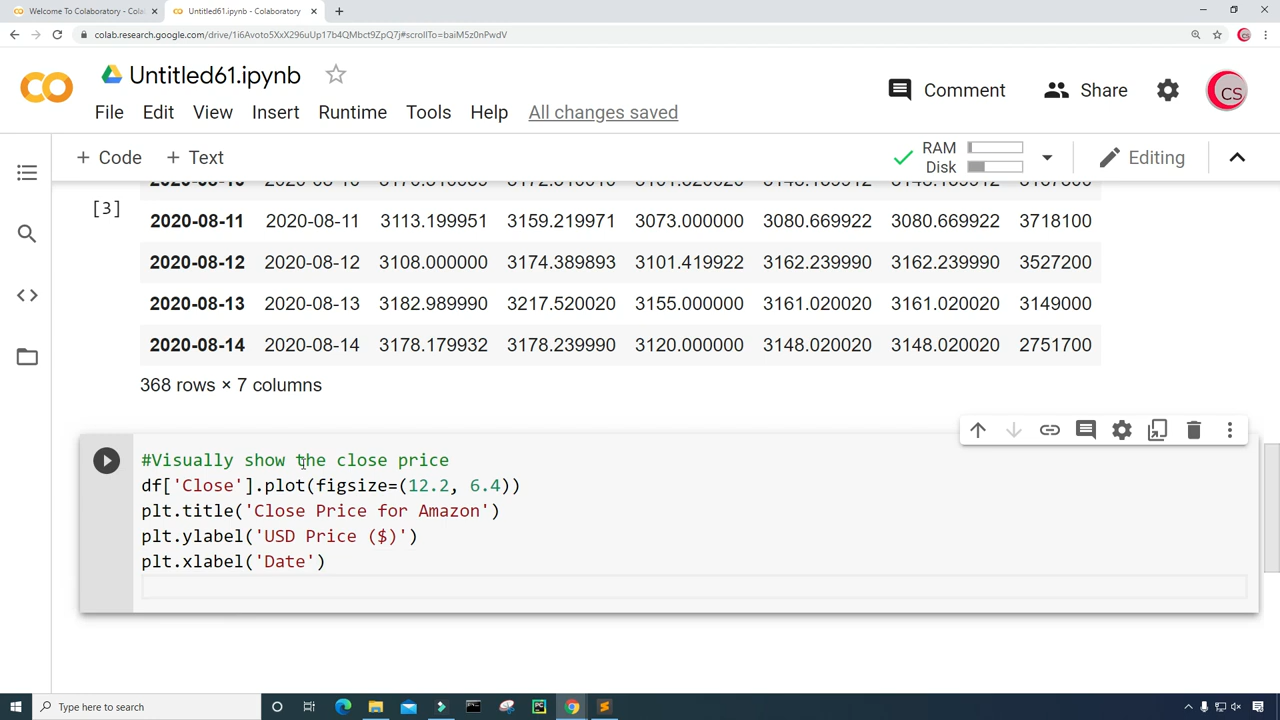 Welcome To Colaboratory - Cola
Untitled61.ipynb - Colaboratory
colab.research.google.com/drive/1i6Avoto5XxX296uUp17b4QMbct9ZpQ7j#scrollTo=baiM5z0nPwdV
CO Untitled61.ipynb
File Edit View Insert Runtime Tools Help All changes saved
Comment Share CS
+ Code + Text RAM Disk Editing
[3]
2020-08-11 2020-08-11 3113.199951 3159.219971 3073.000000 3080.669922 3080.669922 3718100
2020-08-12 2020-08-12 3108.000000 3174.389893 3101.419922 3162.239990 3162.239990 3527200
2020-08-13 2020-08-13 3182.989990 3217.520020 3155.000000 3161.020020 3161.020020 3149000
2020-08-14 2020-08-14 3178.179932 3178.239990 3120.000000 3148.020020 3148.020020 2751700
368 rows × 7 columns
#Visually show the close price
df['Close'].plot(figsize=(12.2, 6.4))
plt.title('Close Price for Amazon')
plt.ylabel('USD Price ($)')
plt.xlabel('Date')
Type here to search